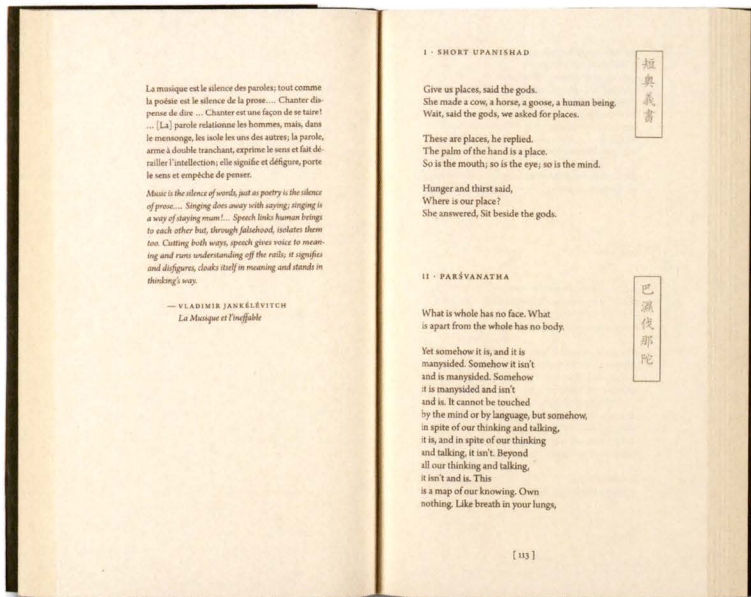 La musique est le silence des paroles; tout comme
la poésie est le silence de la prose.… Chanter dis-
pense de dire … Chanter est une façon de se taire!
… [La] parole relationne les hommes, mais, dans
le mensonge, les isole les uns des autres; la parole,
arme à double tranchant, exprime le sens et fait dé-
railler l'intellection; elle signifie et défigure, porte
le sens et empêche de penser.
Music is the silence of words, just as poetry is the silence
of prose.… Singing does away with saying; singing is
a way of staying mum!… Speech links human beings
to each other but, through falsehood, isolates them
too. Cutting both ways, speech gives voice to mean-
ing and runs understanding off the rails; it signifies
and disfigures, cloaks itself in meaning and stands in
thinking's way.
— VLADIMIR JANKÉLÉVITCH
La Musique et l'ineffable
I · SHORT UPANISHAD
短奥義書
Give us places, said the gods.
She made a cow, a horse, a goose, a human being.
Wait, said the gods, we asked for places.
These are places, he replied.
The palm of the hand is a place.
So is the mouth; so is the eye; so is the mind.
Hunger and thirst said,
Where is our place?
She answered, Sit beside the gods.
II · PARŚVANATHA
巴濕伐那陀
What is whole has no face. What
is apart from the whole has no body.
Yet somehow it is, and it is
manysided. Somehow it isn't
and is manysided. Somehow
it is manysided and isn't
and is. It cannot be touched
by the mind or by language, but somehow,
in spite of our thinking and talking,
it is, and in spite of our thinking
and talking, it isn't. Beyond
all our thinking and talking,
it isn't and is. This
is a map of our knowing. Own
nothing. Like breath in your lungs,
[113]